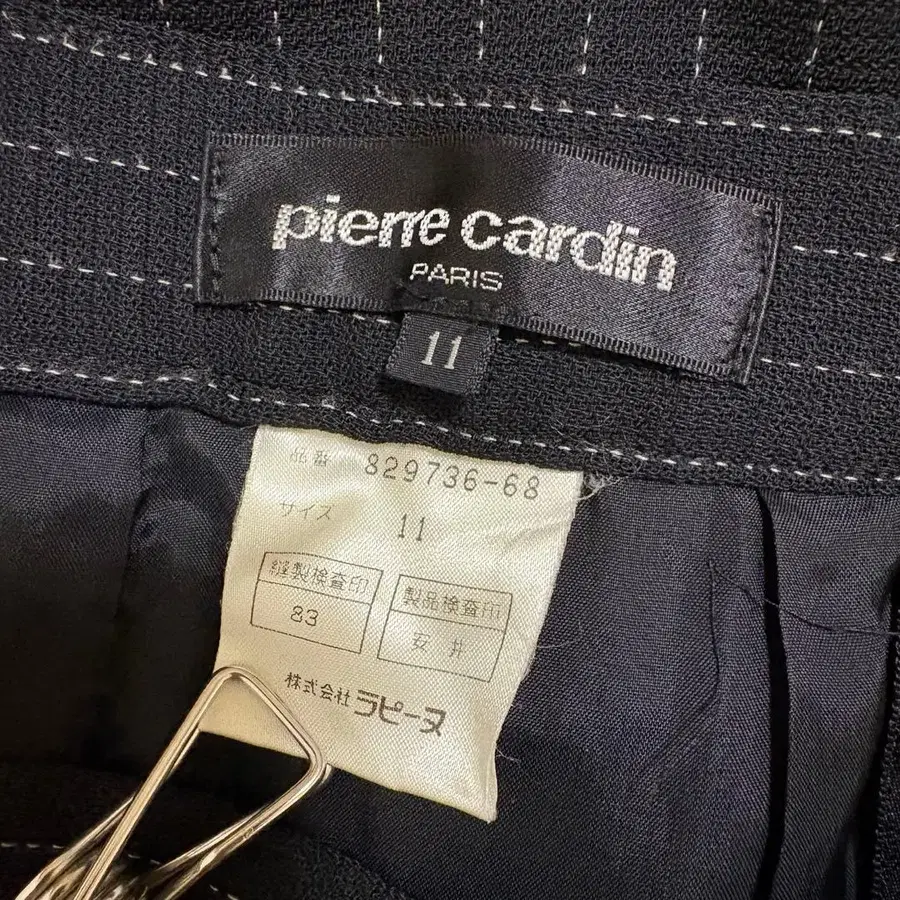 pierre cardin
PARIS
11
品番 829736-68
サイズ 11
縫製検査印 製品検査印
83 安井
株式会社ラピーヌ